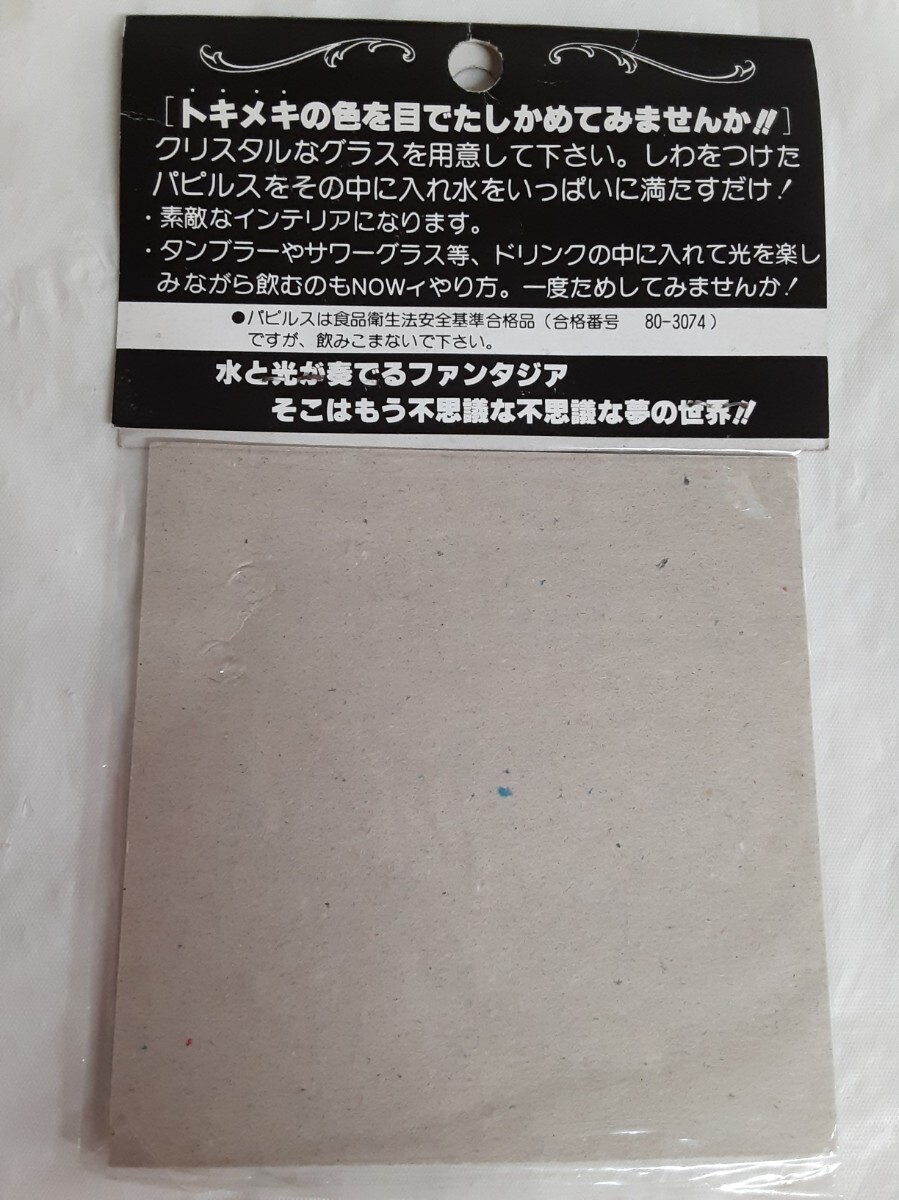 [トキメキの色を目でたしかめてみませんか!!]
クリスタルなグラスを用意して下さい。しわをつけた
パピルスをその中に入れ水をいっぱいに満たすだけ!
・素敵なインテリアになります。
・タンブラーやサワーグラス等、ドリンクの中に入れて光を楽し
みながら飲むのもNOWィやり方。一度ためしてみませんか!
●パピルスは食品衛生法安全基準合格品(合格番号 80-3074)
ですが、飲みこまないで下さい。
水と光が奏でるファンタジア
そこはもう不思議な不思議な夢の世界!!